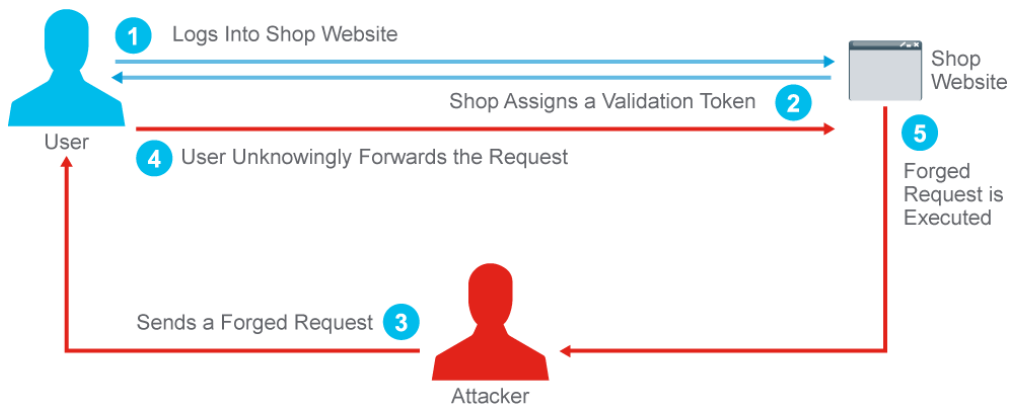 1
Logs Into Shop Website
Shop
Website
Shop Assigns a Validation Token
2
User
4
User Unknowingly Forwards the Request
5
Forged
Request is
Executed
Sends a Forged Request
3
Attacker